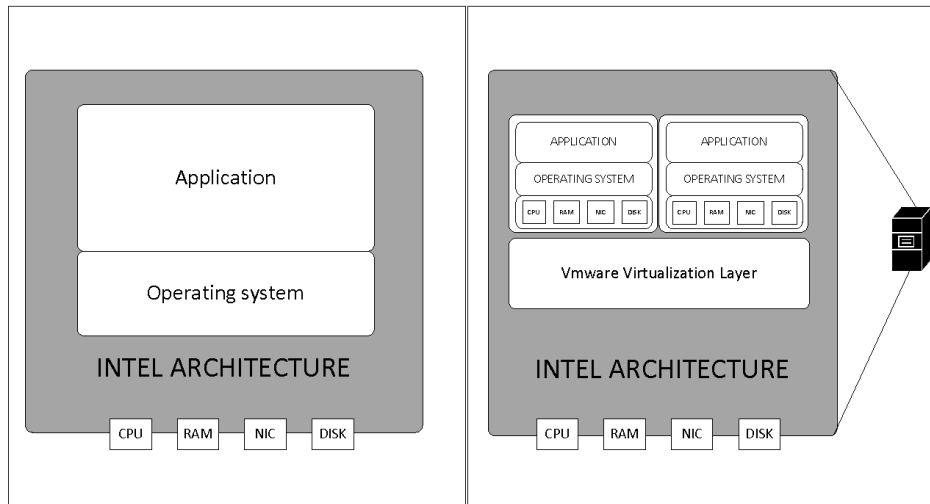 Application
Operating system
INTEL ARCHITECTURE
CPU RAM NIC DISK
APPLICATION APPLICATION
OPERATING SYSTEM OPERATING SYSTEM
CPU RAM NIC DISK CPU RAM NIC DISK
Vmware Virtualization Layer
INTEL ARCHITECTURE
CPU RAM NIC DISK